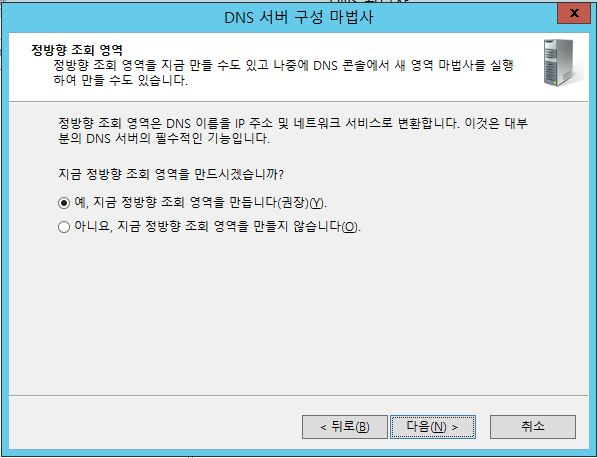 DNS 서버 구성 마법사
x
정방향 조회 영역
정방향 조회 영역을 지금 만들 수도 있고 나중에 DNS 콘솔에서 새 영역 마법사를 실행
하여 만들 수도 있습니다.
정방향 조회 영역은 DNS 이름을 IP 주소 및 네트워크 서비스로 변환합니다. 이것은 대부
분의 DNS 서버의 필수적인 기능입니다.
지금 정방향 조회 영역을 만드시겠습니까?
예, 지금 정방향 조회 영역을 만듭니다(권장)(Y).
아니요, 지금 정방향 조회 영역을 만들지 않습니다(O).
< 뒤로(B)
다음(N) >
취소